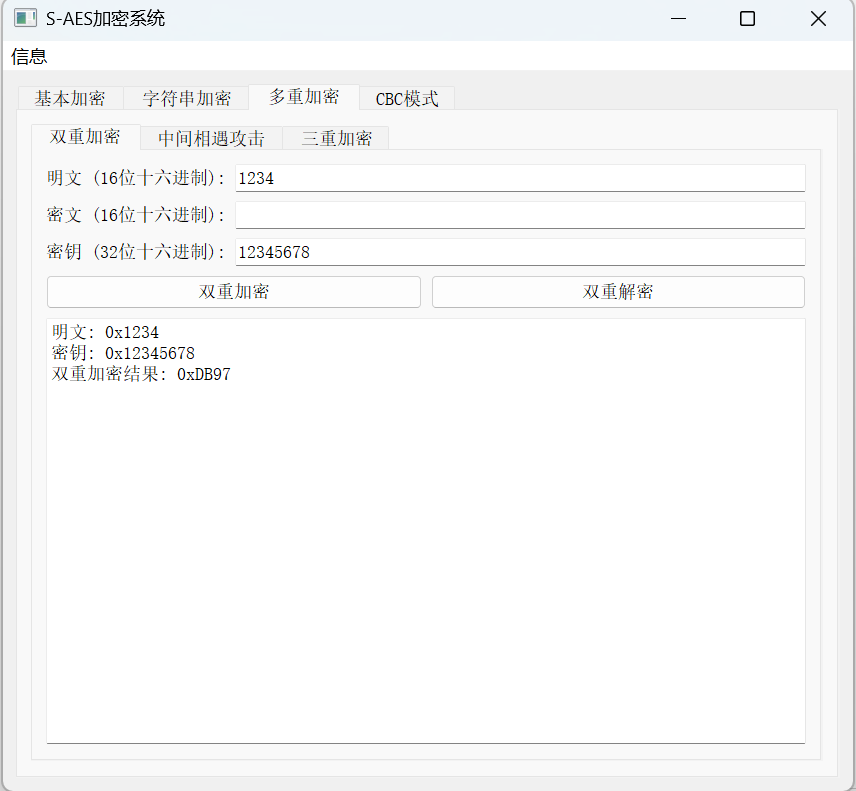 S-AES加密系统
信息
基本加密 字符串加密 多重加密 CBC模式
双重加密 中间相遇攻击 三重加密
明文 (16位十六进制): 1234
密文 (16位十六进制):
密钥 (32位十六进制): 12345678
双重加密 双重解密
明文: 0x1234
密钥: 0x12345678
双重加密结果: 0xDB97